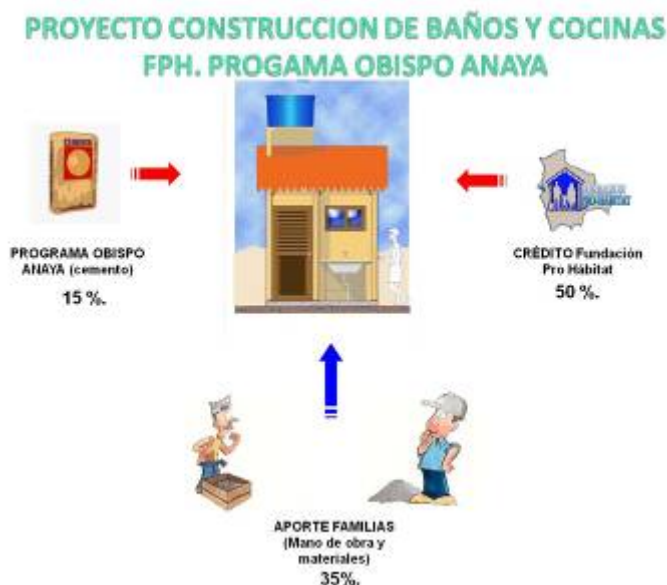 PROYECTO CONSTRUCCION DE BAÑOS Y COCINAS
FPH. PROGAMA OBISPO ANAYA
PROGRAMA OBISPO
ANAYA (cemento)
15 %.
CRÉDITO Fundación
Pro Hábitat
50 %.
APORTE FAMILIAS
(Mano de obra y
materiales)
35%.